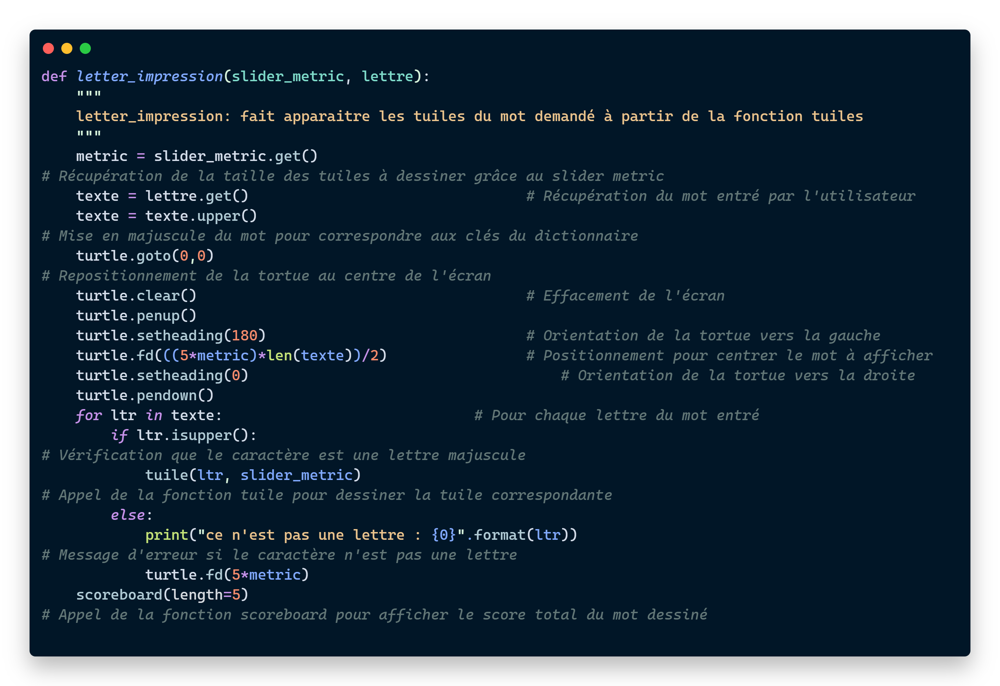 def letter_impression(slider_metric, lettre):
    """
    letter_impression: fait apparaitre les tuiles du mot demandé à partir de la fonction tuiles
    """
    metric = slider_metric.get()
# Récupération de la taille des tuiles à dessiner grâce au slider metric
    texte = lettre.get()                                # Récupération du mot entré par l'utilisateur
    texte = texte.upper()
# Mise en majuscule du mot pour correspondre aux clés du dictionnaire
    turtle.goto(0,0)
# Repositionnement de la tortue au centre de l'écran
    turtle.clear()                                      # Effacement de l'écran
    turtle.penup()
    turtle.setheading(180)                              # Orientation de la tortue vers la gauche
    turtle.fd(((5*metric)*len(texte))/2)                # Positionnement pour centrer le mot à afficher
    turtle.setheading(0)                                    # Orientation de la tortue vers la droite
    turtle.pendown()
    for ltr in texte:                             # Pour chaque lettre du mot entré
        if ltr.isupper():
# Vérification que le caractère est une lettre majuscule
            tuile(ltr, slider_metric)
# Appel de la fonction tuile pour dessiner la tuile correspondante
        else:
            print("ce n'est pas une lettre : {0}".format(ltr))
# Message d'erreur si le caractère n'est pas une lettre
            turtle.fd(5*metric)
    scoreboard(length=5)
# Appel de la fonction scoreboard pour afficher le score total du mot dessiné